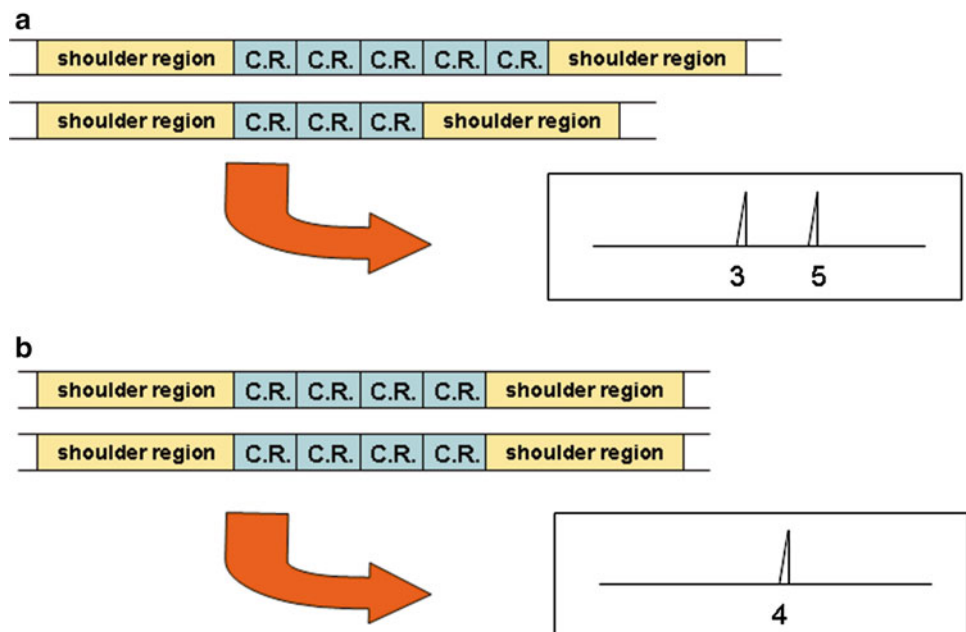 a
shoulder region C.R. C.R. C.R. C.R. C.R. shoulder region
shoulder region C.R. C.R. C.R. shoulder region
3 5
b
shoulder region C.R. C.R. C.R. C.R. shoulder region
shoulder region C.R. C.R. C.R. C.R. shoulder region
4